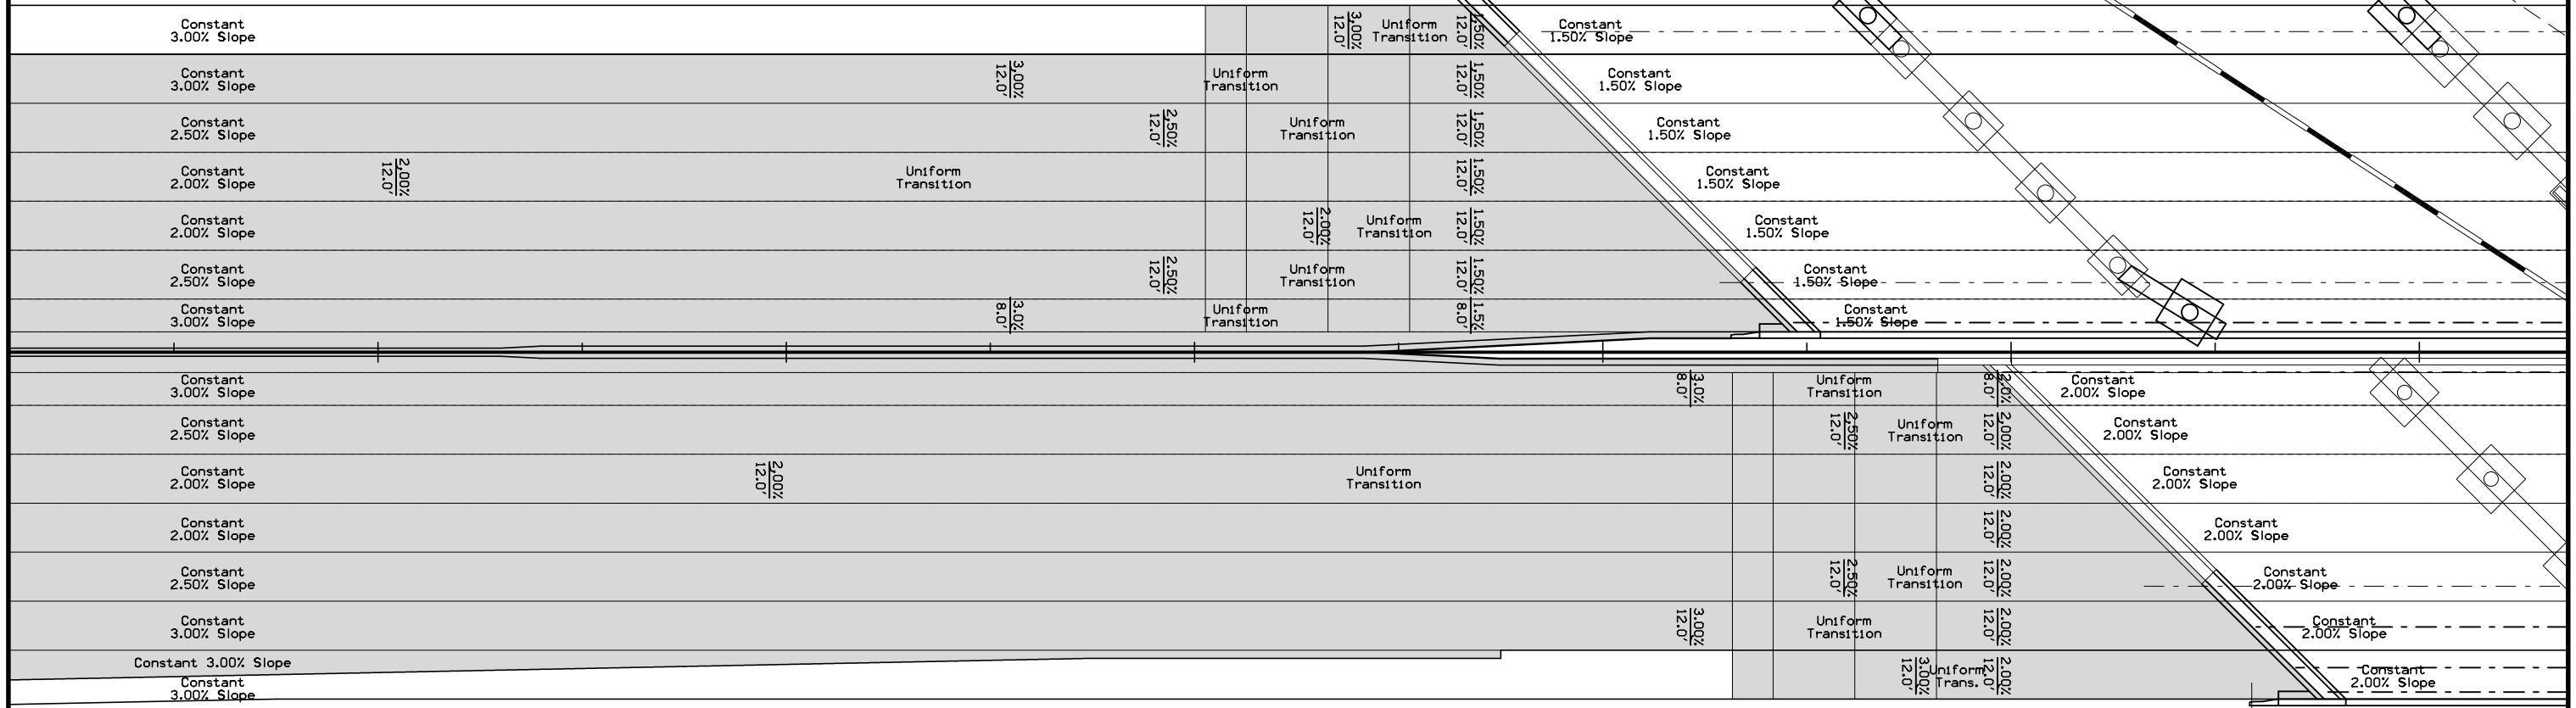 Constant
3.00% Slope
3.00%
12.0'
Uniform
Transition
1.50%
12.0'
Constant
1.50% Slope
Constant
3.00% Slope
3.00%
12.0'
Uniform
Transition
1.50%
12.0'
Constant
1.50% Slope
Constant
2.50% Slope
2.50%
12.0'
Uniform
Transition
1.50%
12.0'
Constant
1.50% Slope
Constant
2.00% Slope
2.00%
12.0'
Uniform
Transition
1.50%
12.0'
Constant
1.50% Slope
Constant
2.00% Slope
2.00%
12.0'
Uniform
Transition
1.50%
12.0'
Constant
1.50% Slope
Constant
2.50% Slope
2.50%
12.0'
Uniform
Transition
1.50%
12.0'
Constant
1.50% Slope
Constant
3.00% Slope
3.0%
8.0'
Uniform
Transition
1.5%
8.0'
Constant
1.50% Slope
Constant
3.00% Slope
3.0%
8.0'
Uniform
Transition
2.0%
8.0'
Constant
2.00% Slope
Constant
2.50% Slope
2.50%
12.0'
Uniform
Transition
2.00%
12.0'
Constant
2.00% Slope
Constant
2.00% Slope
2.00%
12.0'
Uniform
Transition
2.00%
12.0'
Constant
2.00% Slope
Constant
2.00% Slope
2.00%
12.0'
Constant
2.00% Slope
Constant
2.50% Slope
2.50%
12.0'
Uniform
Transition
2.00%
12.0'
Constant
2.00% Slope
Constant
3.00% Slope
3.00%
12.0'
Uniform
Transition
2.00%
12.0'
Constant
2.00% Slope
Constant 3.00% Slope
3.00%
12.0'
Uniform
Trans.
2.00%
12.0'
Constant
2.00% Slope
Constant
3.00% Slope